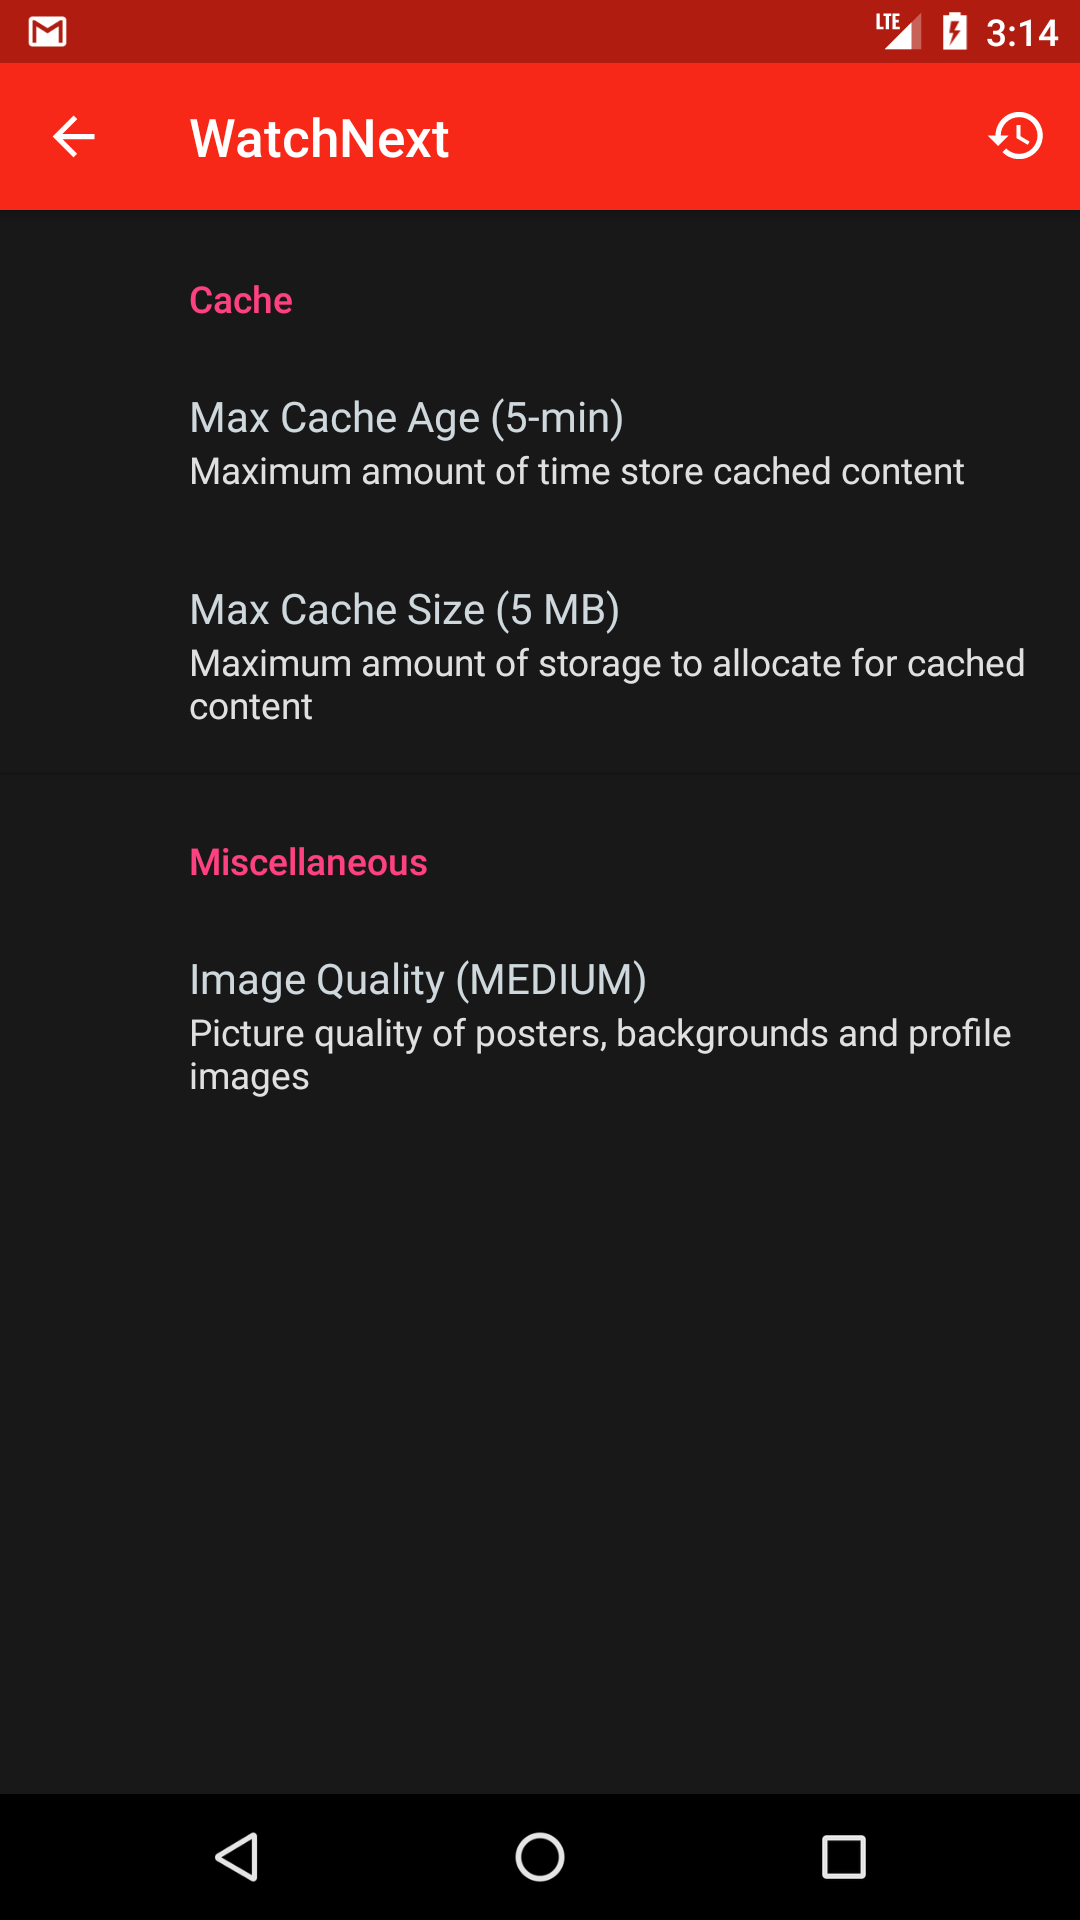 LTE 3:14
WatchNext
Cache
Max Cache Age (5-min)
Maximum amount of time store cached content
Max Cache Size (5 MB)
Maximum amount of storage to allocate for cached
content
Miscellaneous
Image Quality (MEDIUM)
Picture quality of posters, backgrounds and profile
images